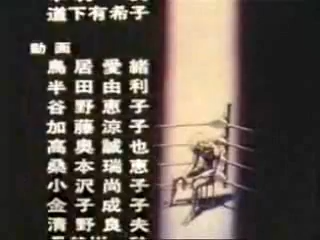 道下有希子
動画
鳥居愛緒
半田由利
谷野恵子
加藤涼子
高奥誠也
桑本瑞恵
小沢尚子
金子成子
清野良夫